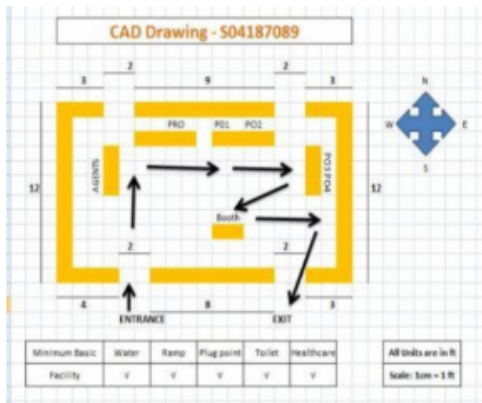 CAD Drawing - S04187089
2 2
3 9 3
N
PRO PO1 PO2
W E
AGENTS PO3 PO4
S
12 12
Booth
2 2
4 8 3
ENTRANCE EXIT
Minimum Basic Water Ramp Plug point Toilet Healthcare
Facility √ √ √ √ √
All Units are in ft
Scale: 1cm = 1 ft